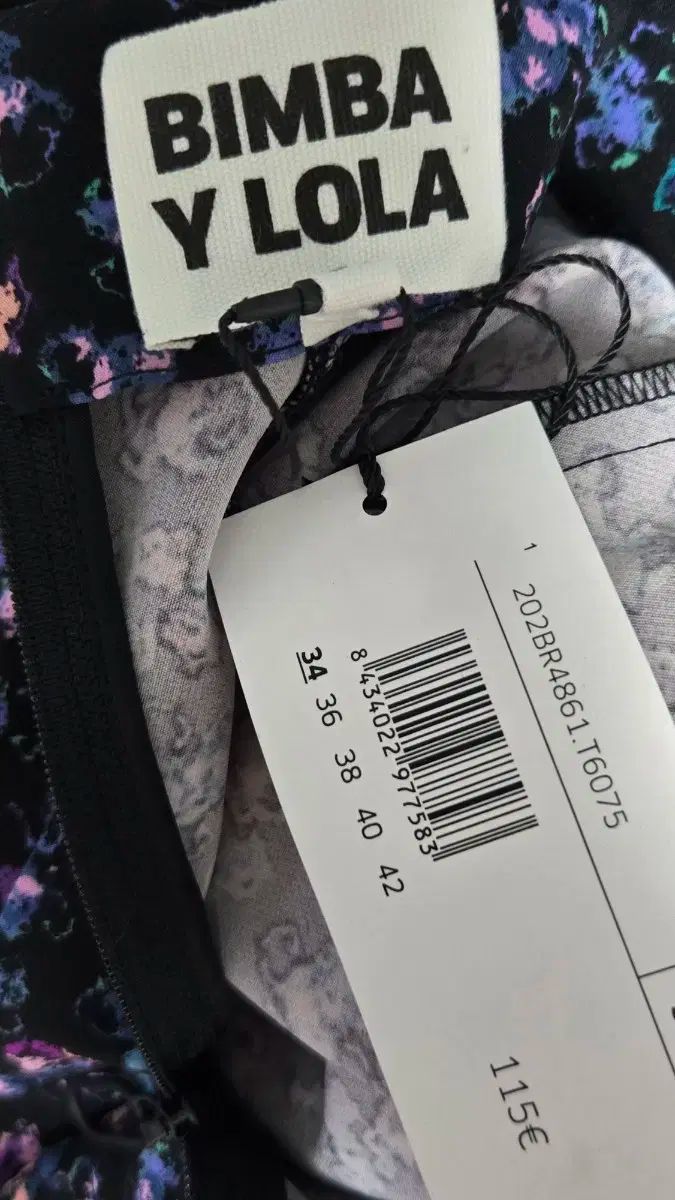 BIMBA
Y LOLA
1 202BR4861.T6075
8 434022 977583
34 36 38 40 42
115€